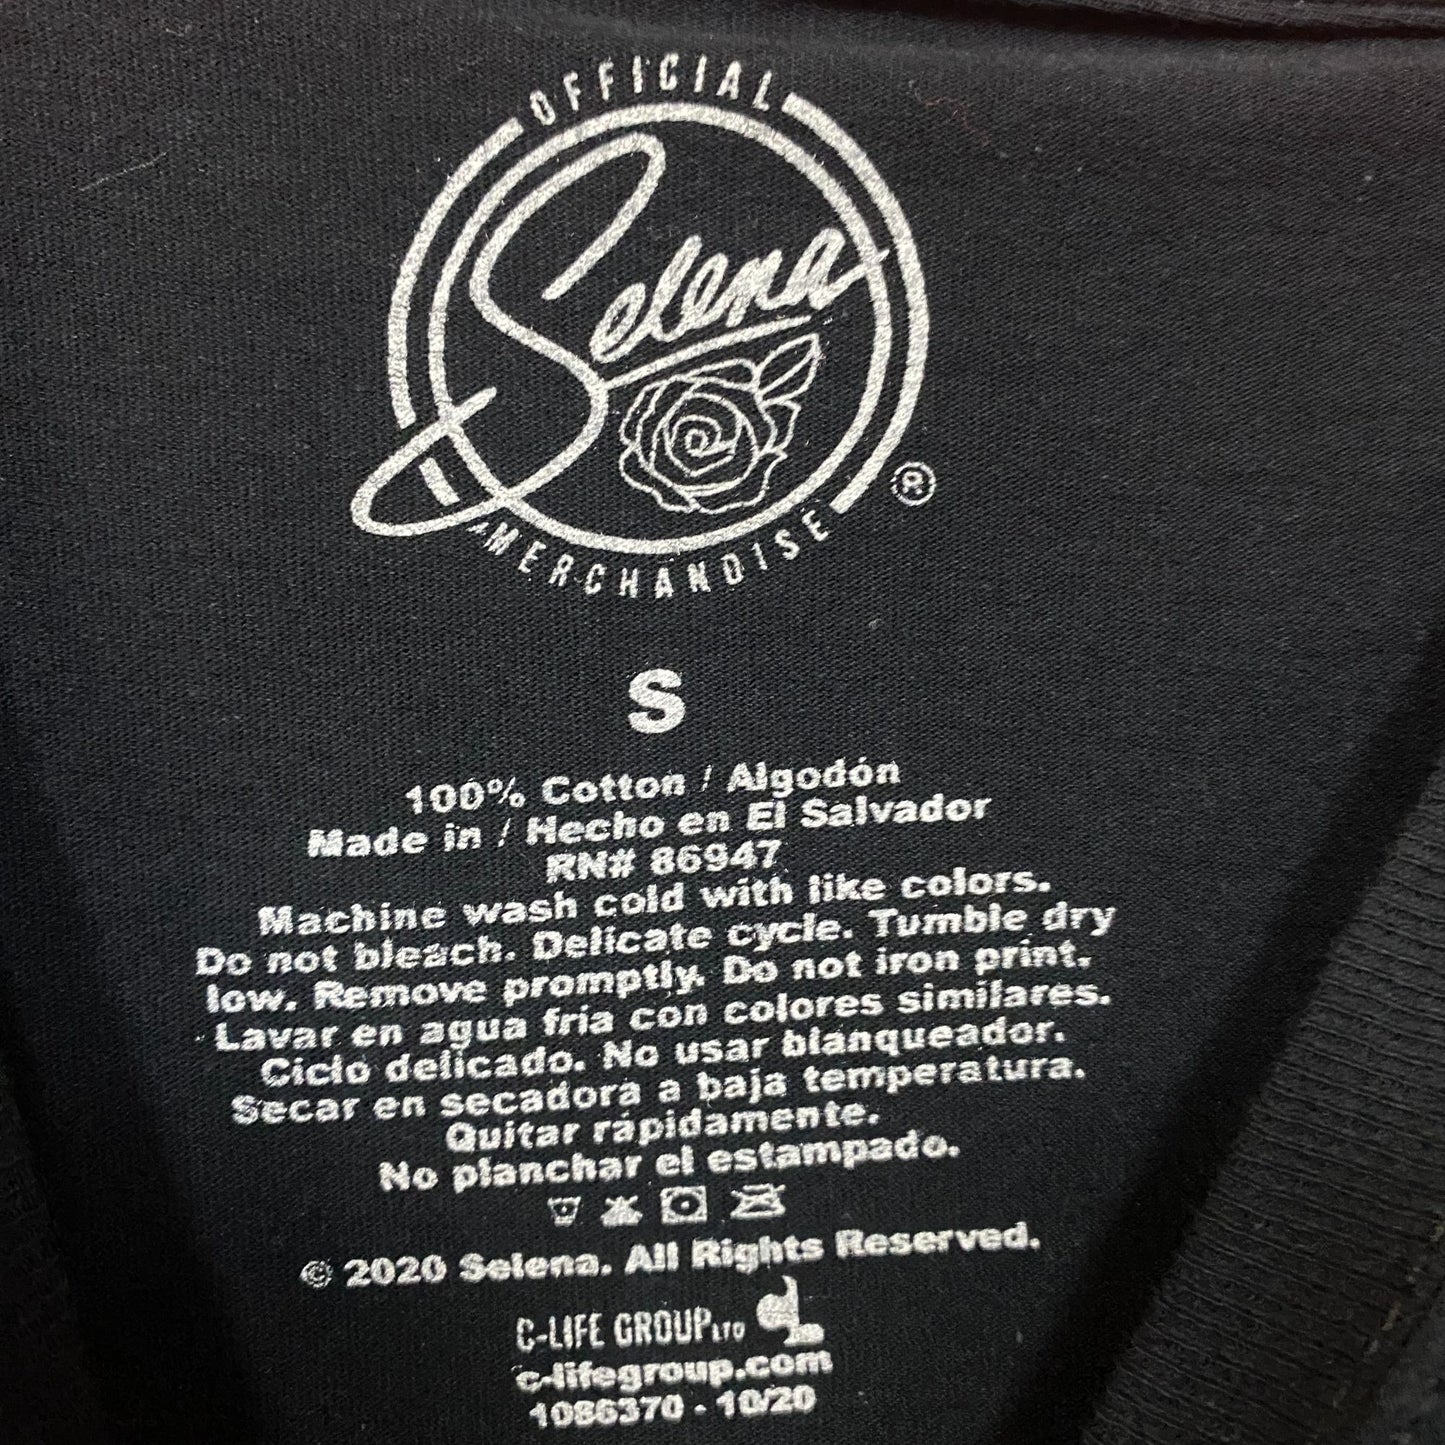 OFFICIAL
Selena
®
MERCHANDISE
S
100% Cotton / Algodón
Made in / Hecho en El Salvador
RN# 86947
Machine wash cold with like colors.
Do not bleach. Delicate cycle. Tumble dry
low. Remove promptly. Do not iron print.
Lavar en agua fria con colores similares.
Ciclo delicado. No usar blanqueador.
Secar en secadora a baja temperatura.
Quitar rápidamente.
No planchar el estampado.
© 2020 Selena. All Rights Reserved.
C-LIFE GROUP LTD
c-lifegroup.com
1086370 - 10/20